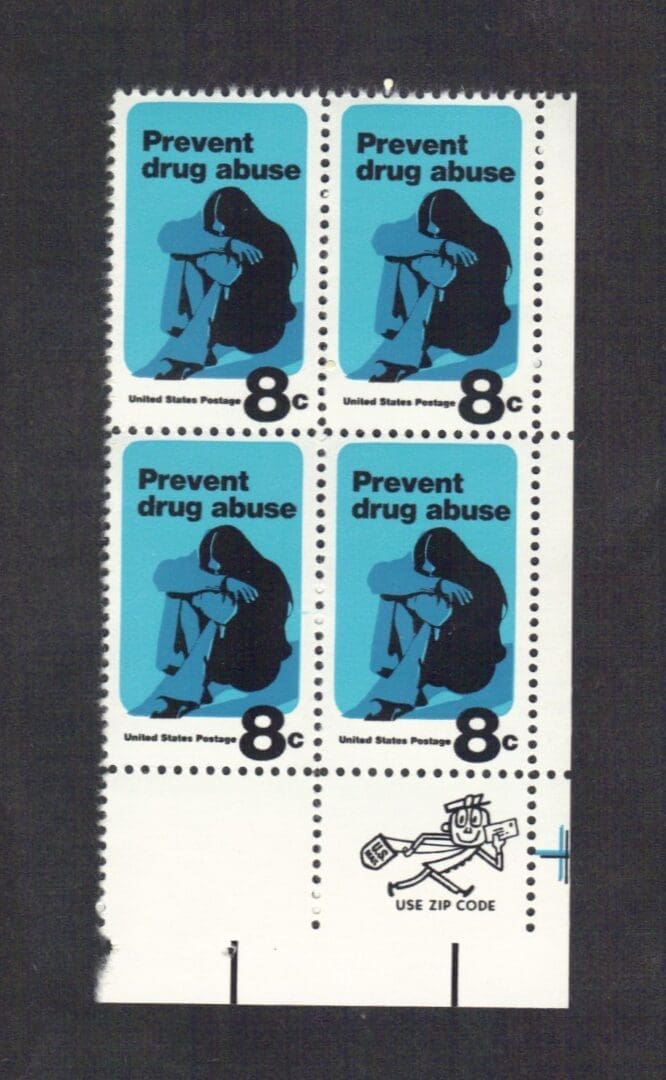 Prevent
drug abuse
United States Postage 8c
Prevent
drug abuse
United States Postage 8c
Prevent
drug abuse
United States Postage 8c
Prevent
drug abuse
United States Postage 8c
U.S.
MAIL
USE ZIP CODE